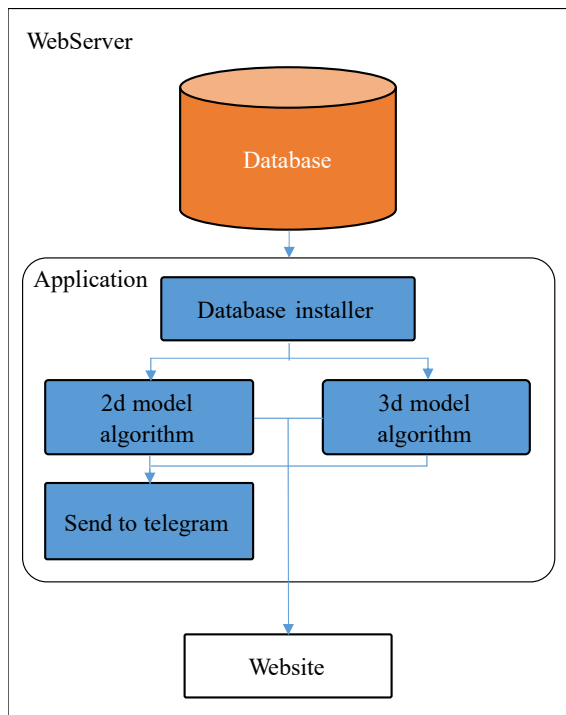 WebServer
Database
Application
Database installer
2d model
algorithm
3d model
algorithm
Send to telegram
Website